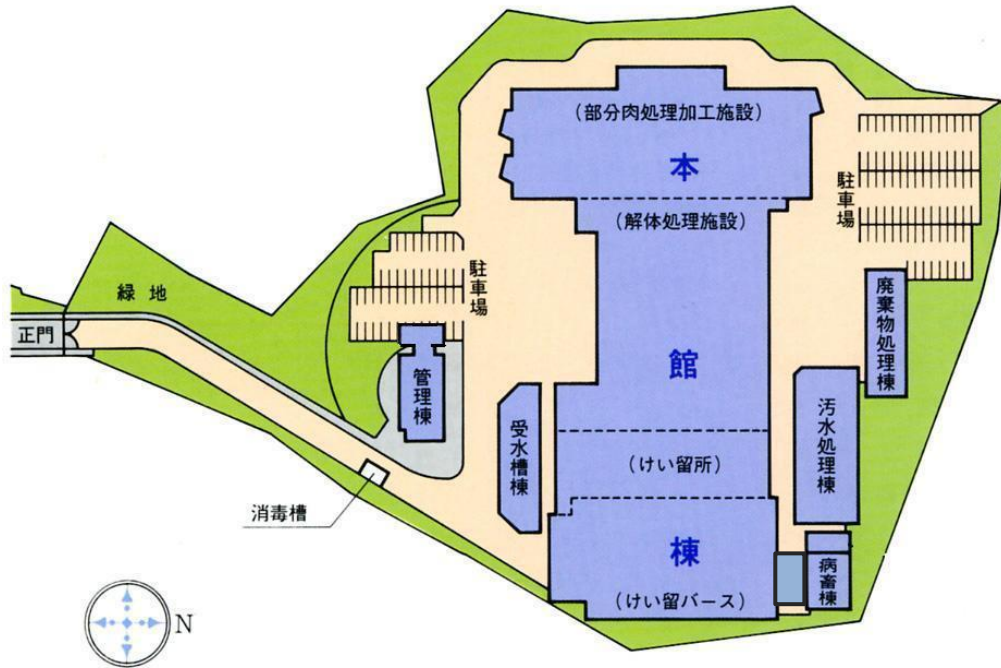 (部分肉処理加工施設)
本
(解体処理施設)
駐車場
駐車場
緑地
正門
管理棟
館
廃棄物処理棟
受水槽棟
汚水処理棟
(けい留所)
消毒槽
棟
病畜棟
(けい留バース)
N